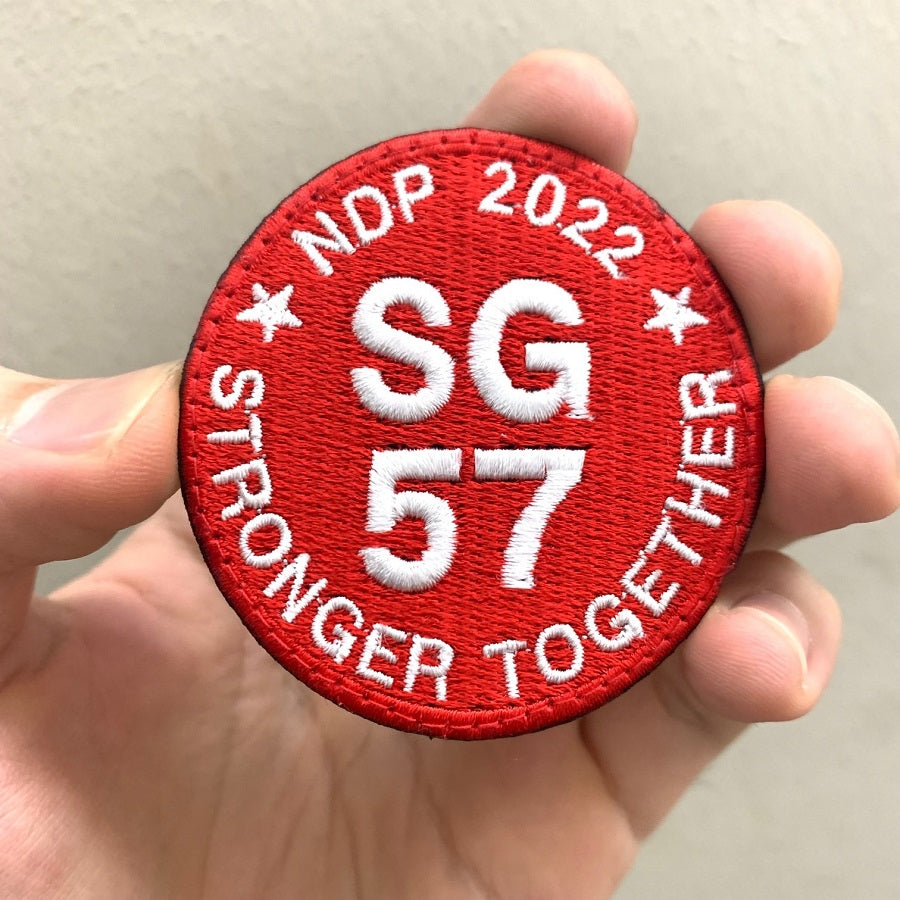 NDP 2022
SG
57
STRONGER TOGETHER